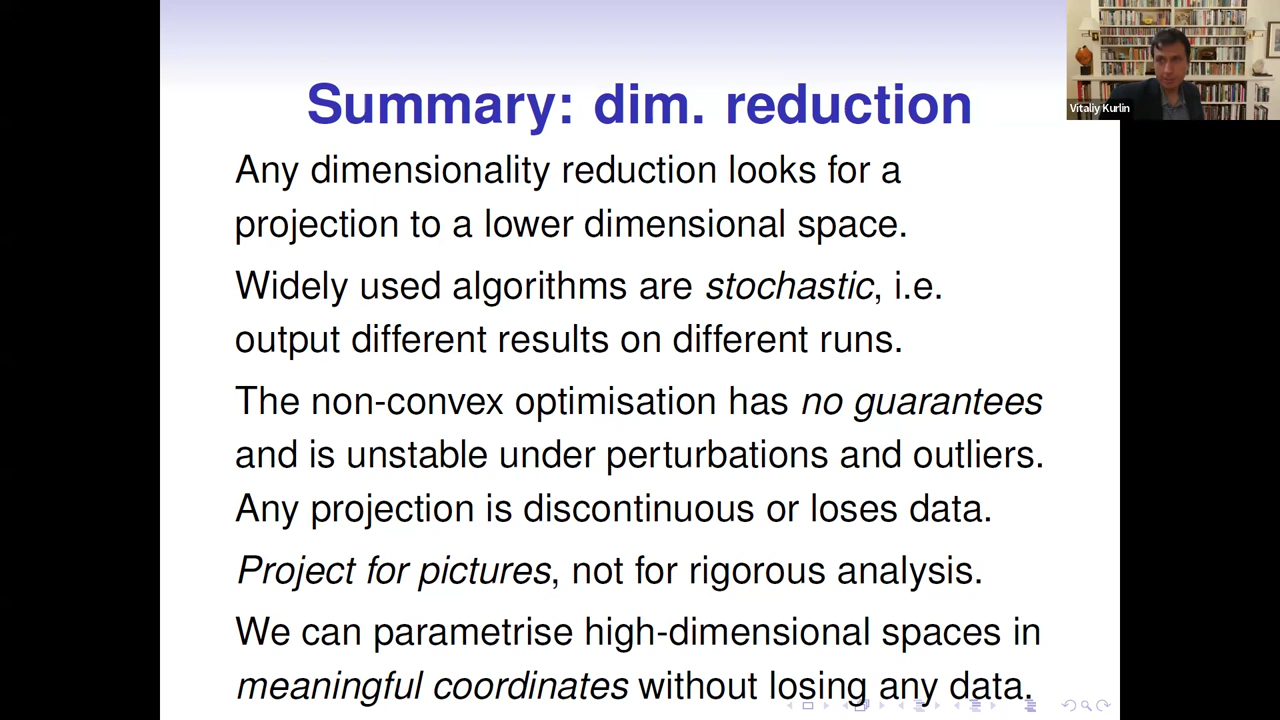 Summary: dim. reduction
Vitaliy Kurlin
Any dimensionality reduction looks for a
projection to a lower dimensional space.
Widely used algorithms are stochastic, i.e.
output different results on different runs.
The non-convex optimisation has no guarantees
and is unstable under perturbations and outliers.
Any projection is discontinuous or loses data.
Project for pictures, not for rigorous analysis.
We can parametrise high-dimensional spaces in
meaningful coordinates without losing any data.